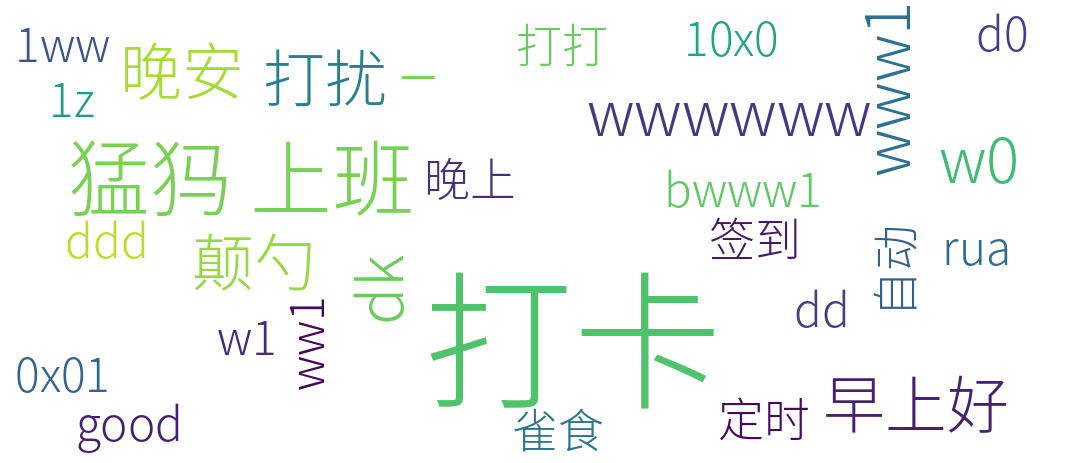 1ww
晚安
打扰
一
打打
10x0
www1
d0
1z
wwwwww
猛犸
上班
晚上
w0
bwww1
签到
ddd
颠勺
dk
自动
rua
打卡
dd
w1
ww1
0x01
good
雀食
定时
早上好